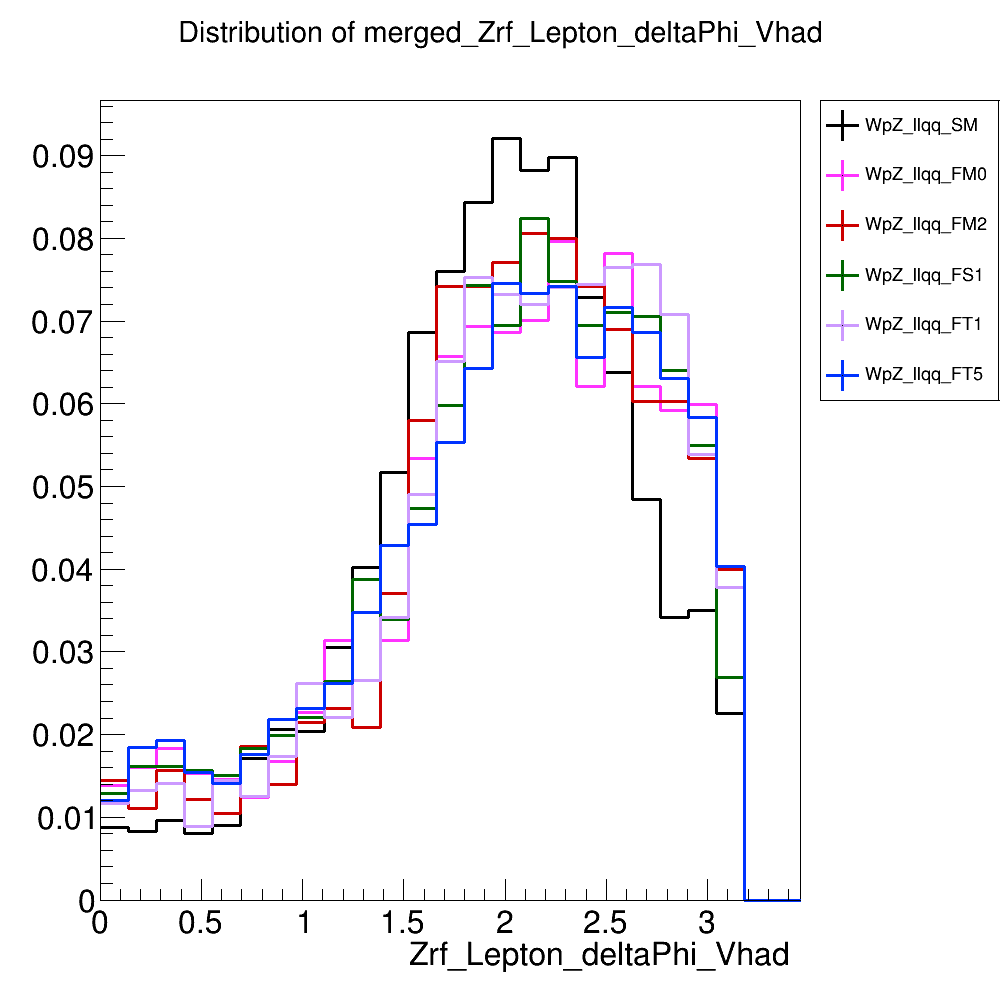 Distribution of merged_Zrf_Lepton_deltaPhi_Vhad
WpZ_llqq_SM
WpZ_llqq_FM0
WpZ_llqq_FM2
WpZ_llqq_FS1
WpZ_llqq_FT1
WpZ_llqq_FT5
0.09
0.08
0.07
0.06
0.05
0.04
0.03
0.02
0.01
0
0 0.5 1 1.5 2 2.5 3
Zrf_Lepton_deltaPhi_Vhad